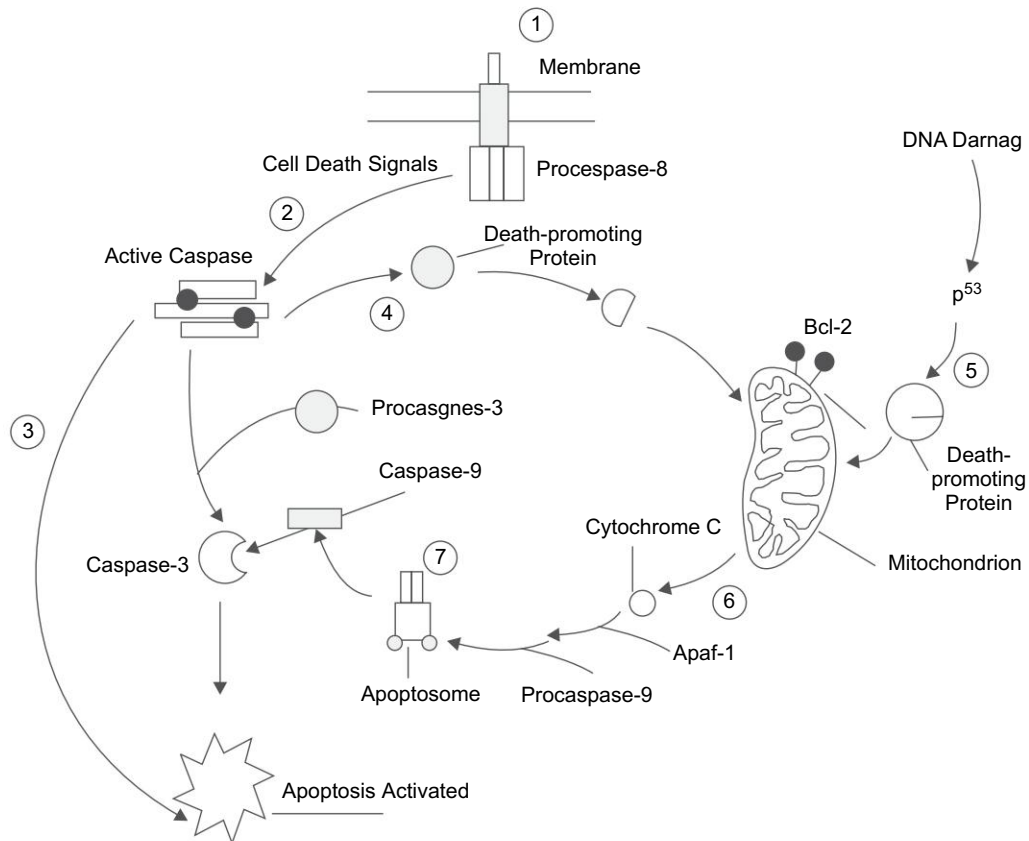 1
Membrane
DNA Darnag
Cell Death Signals
Procespase-8
2
Death-promoting
Protein
Active Caspase
4
p53
Bcl-2
5
3
Procasgnes-3
Caspase-9
Death-
promoting
Protein
Cytochrome C
7
Caspase-3
Mitochondrion
6
Apaf-1
Apoptosome
Procaspase-9
Apoptosis Activated